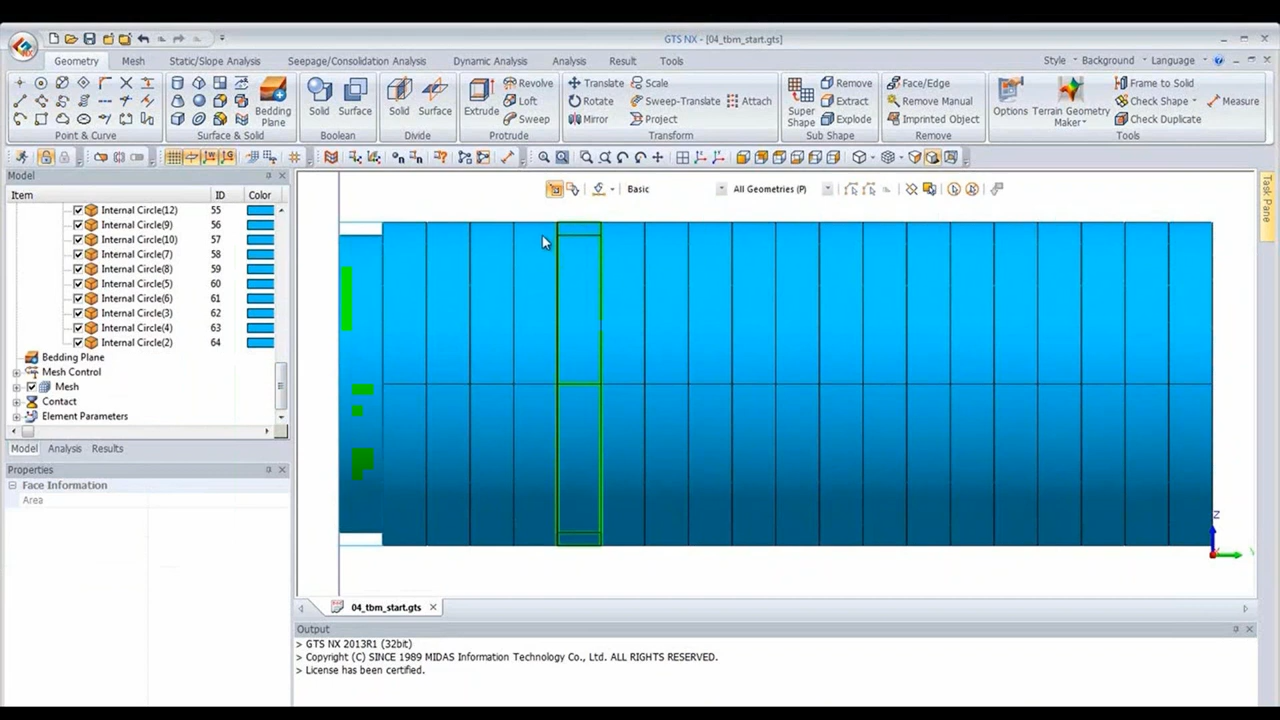 GTS NX - [04_tbm_start.gts]
Geometry Mesh Static/Slope Analysis Seepage/Consolidation Analysis Dynamic Analysis Analysis Result Tools Style Background Language
Revolve Translate Scale Remove Face/Edge Frame to Solid
Loft Rotate Sweep-Translate Attach Extract Remove Manual Check Shape Measure
Bedding Plane Solid Surface Solid Surface Extrude Super Shape Options Terrain Geometry Maker
Sweep Mirror Project Explode Imprinted Object Check Duplicate
Point & Curve Surface & Solid Boolean Divide Protrude Transform Sub Shape Remove Tools
Model
Item ID Color
Basic All Geometries (P)
Task Pane
Internal Circle(12) 55
Internal Circle(9) 56
Internal Circle(10) 57
Internal Circle(7) 58
Internal Circle(8) 59
Internal Circle(5) 60
Internal Circle(6) 61
Internal Circle(3) 62
Internal Circle(4) 63
Internal Circle(2) 64
Bedding Plane
Mesh Control
Mesh
Contact
Element Parameters
Model Analysis Results
Properties
Face Information
Area
Z
04_tbm_start.gts
Output
> GTS NX 2013R1 (32bit)
> Copyright (C) SINCE 1989 MIDAS Information Technology Co., Ltd. ALL RIGHTS RESERVED.
> License has been certified.